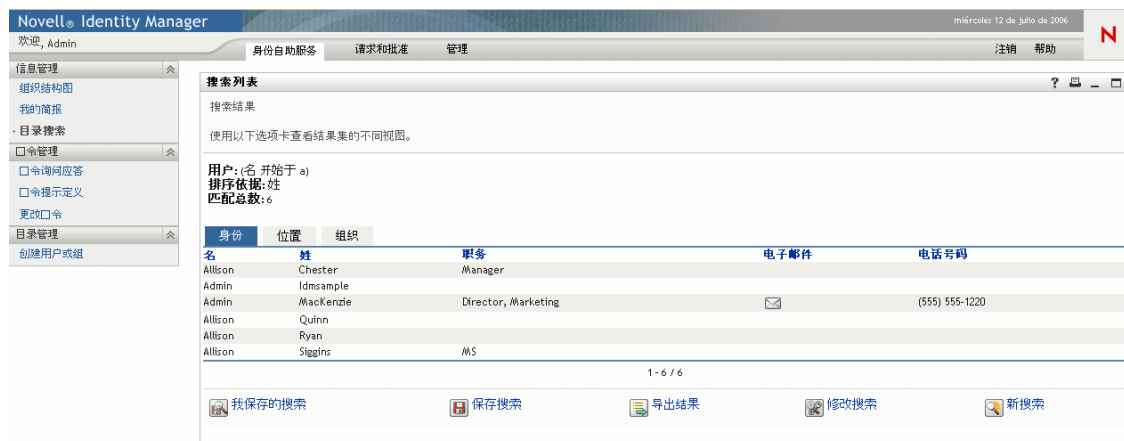 Novell® Identity Manager
miércoles 12 de julio de 2006
N
欢迎, Admin
身份自助服务 请求和批准 管理 注销 帮助
信息管理
组织结构图
我的简报
· 目录搜索
口令管理
口令询问应答
口令提示定义
更改口令
目录管理
创建用户或组
搜索列表
?
搜索结果
使用以下选项卡查看结果集的不同视图。
用户: (名 开始于 a)
排序依据: 姓
匹配总数: 6
身份 位置 组织
名 姓 职务 电子邮件 电话号码
Allison Chester Manager
Admin Idmsample
Admin MacKenzie Director, Marketing (555) 555-1220
Allison Quinn
Allison Ryan
Allison Siggins MS
1 - 6 / 6
我保存的搜索 保存搜索 导出结果 修改搜索 新搜索